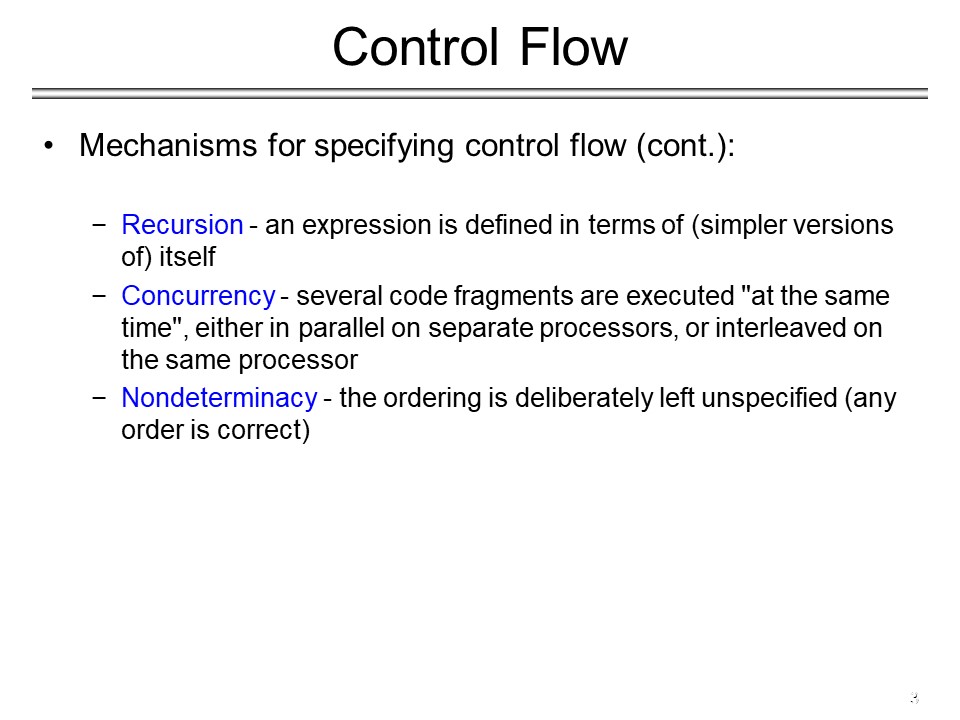 Control Flow
• Mechanisms for specifying control flow (cont.):
– Recursion - an expression is defined in terms of (simpler versions
of) itself
– Concurrency - several code fragments are executed "at the same
time", either in parallel on separate processors, or interleaved on
the same processor
– Nondeterminacy - the ordering is deliberately left unspecified (any
order is correct)
3